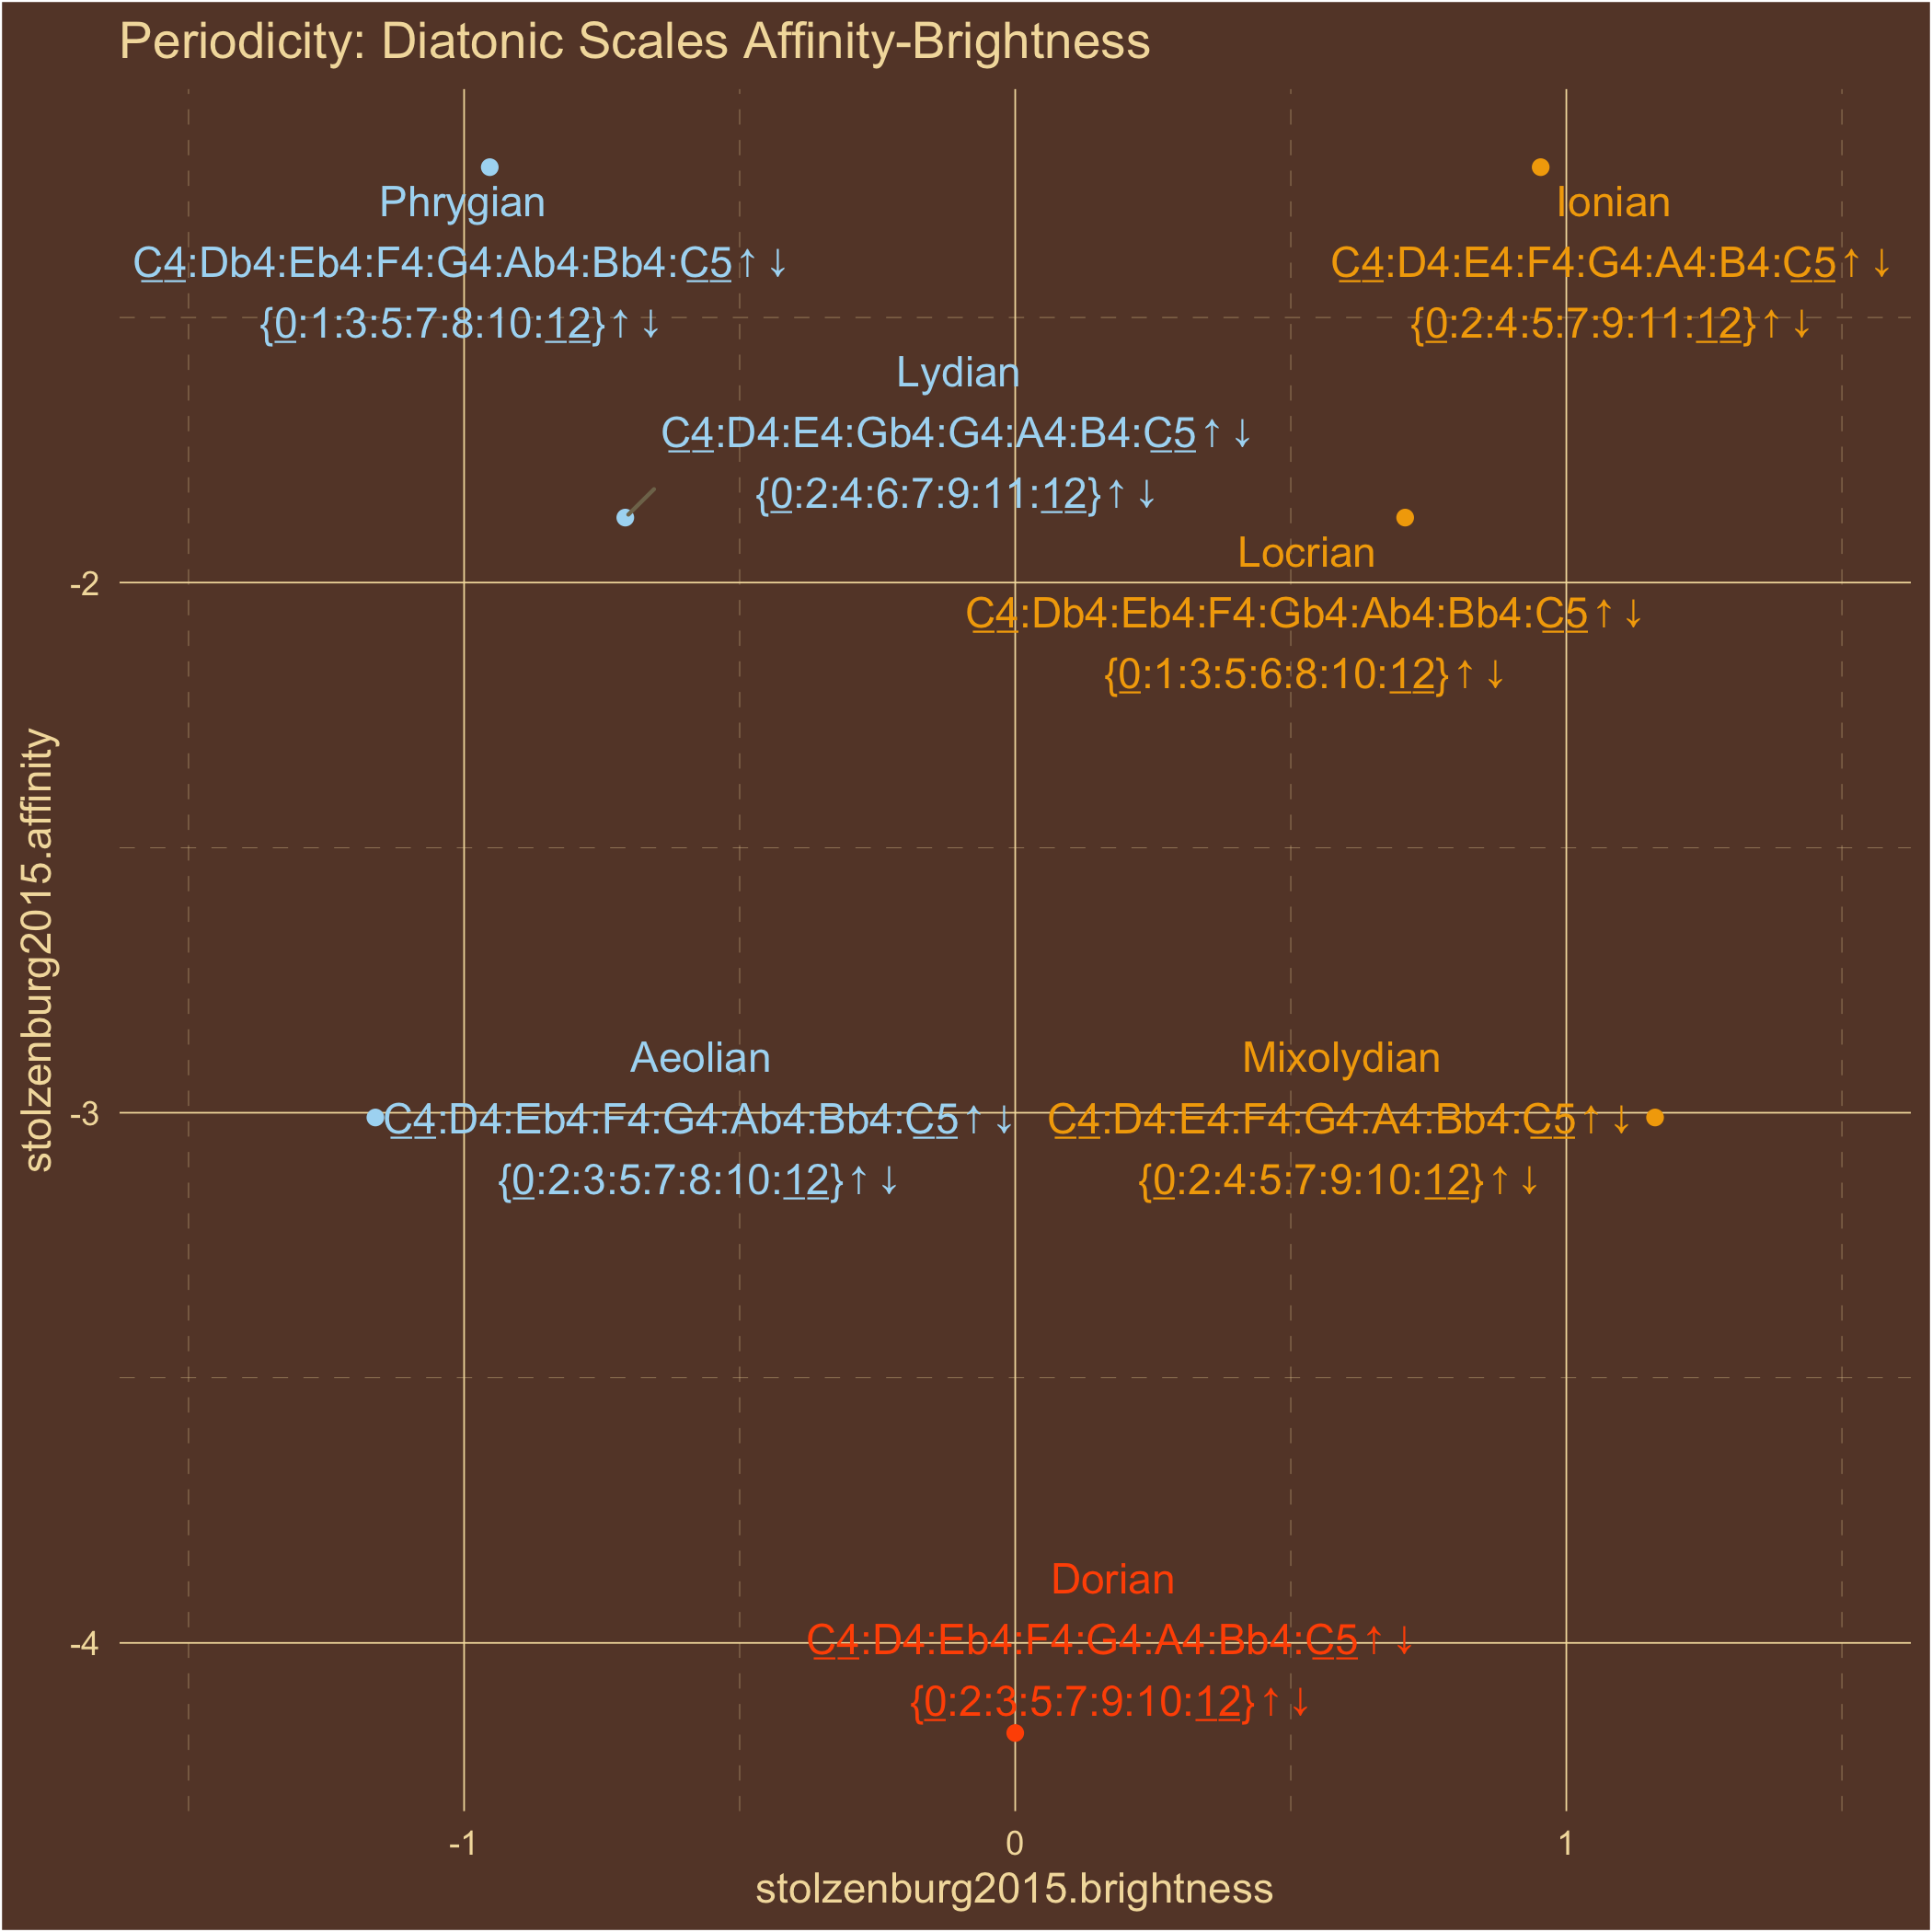 Periodicity: Diatonic Scales Affinity-Brightness
Phrygian
C4:Db4:Eb4:F4:G4:Ab4:Bb4:C5↑↓
{0:1:3:5:7:8:10:12}↑↓
Ionian
C4:D4:E4:F4:G4:A4:B4:C5↑↓
{0:2:4:5:7:9:11:12}↑↓
Lydian
C4:D4:E4:Gb4:G4:A4:B4:C5↑↓
{0:2:4:6:7:9:11:12}↑↓
Locrian
C4:Db4:Eb4:F4:Gb4:Ab4:Bb4:C5↑↓
{0:1:3:5:6:8:10:12}↑↓
-2
stolzenburg2015.affinity
Aeolian
C4:D4:Eb4:F4:G4:Ab4:Bb4:C5↑↓
{0:2:3:5:7:8:10:12}↑↓
Mixolydian
C4:D4:E4:F4:G4:A4:Bb4:C5↑↓
{0:2:4:5:7:9:10:12}↑↓
-3
Dorian
C4:D4:Eb4:F4:G4:A4:Bb4:C5↑↓
{0:2:3:5:7:9:10:12}↑↓
-4
-1
0
1
stolzenburg2015.brightness